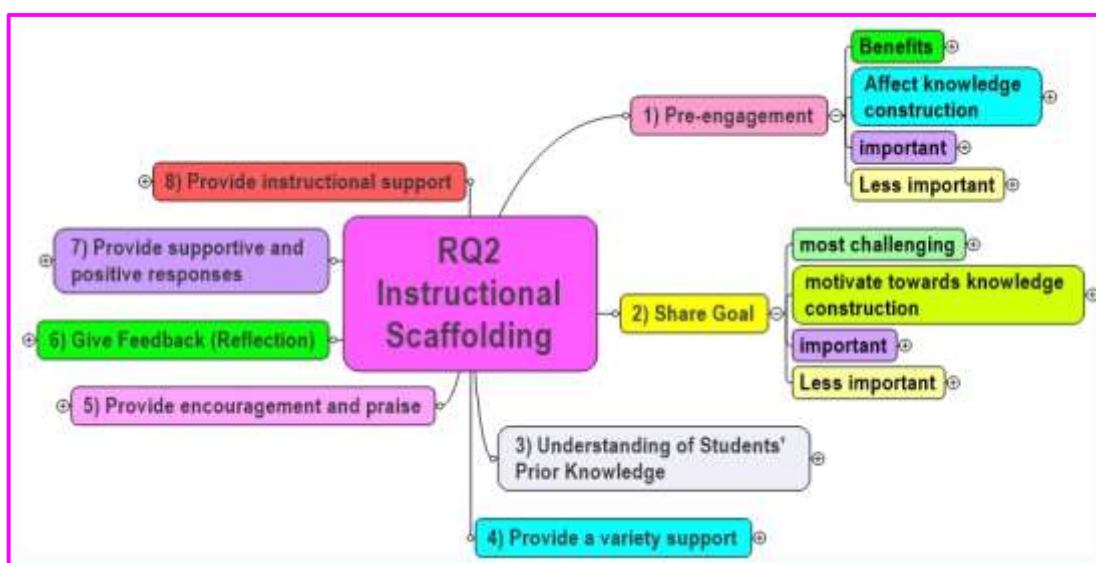 RQ2
Instructional
Scaffolding
1) Pre-engagement
Benefits
Affect knowledge
construction
important
Less important
2) Share Goal
most challenging
motivate towards knowledge
construction
important
Less important
3) Understanding of Students'
Prior Knowledge
4) Provide a variety support
5) Provide encouragement and praise
6) Give Feedback (Reflection)
7) Provide supportive and
positive responses
8) Provide instructional support